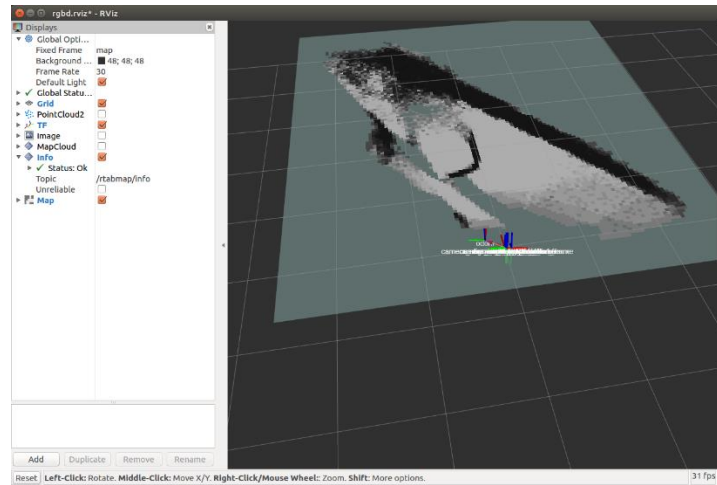 rgbd.rviz* - RViz
Displays
Global Opti...
Fixed Frame map
Background ... 48; 48; 48
Frame Rate 30
Default Light
Global Statu...
Grid
PointCloud2
TF
Image
MapCloud
Info
Status: Ok
Topic /rtabmap/info
Unreliable
Map
Add Duplicate Remove Rename
Reset Left-Click: Rotate. Middle-Click: Move X/Y. Right-Click/Mouse Wheel:: Zoom. Shift: More options. 31 fps